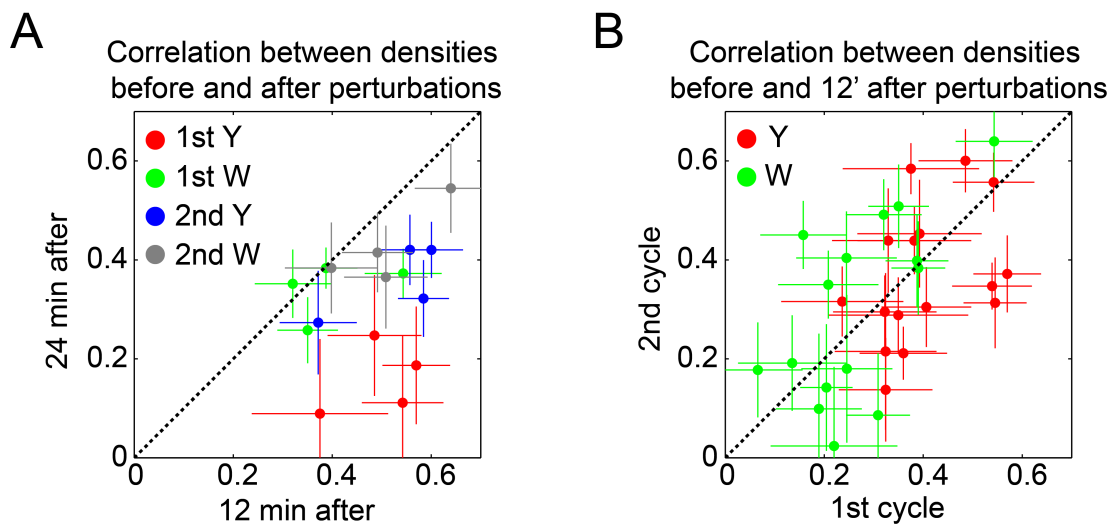 A
Correlation between densities
before and after perturbations
1st Y
1st W
2nd Y
2nd W
24 min after
0.6
0.4
0.2
0
0
0.2
0.4
0.6
12 min after
B
Correlation between densities
before and 12’ after perturbations
Y
W
2nd cycle
0.6
0.4
0.2
0
0
0.2
0.4
0.6
1st cycle